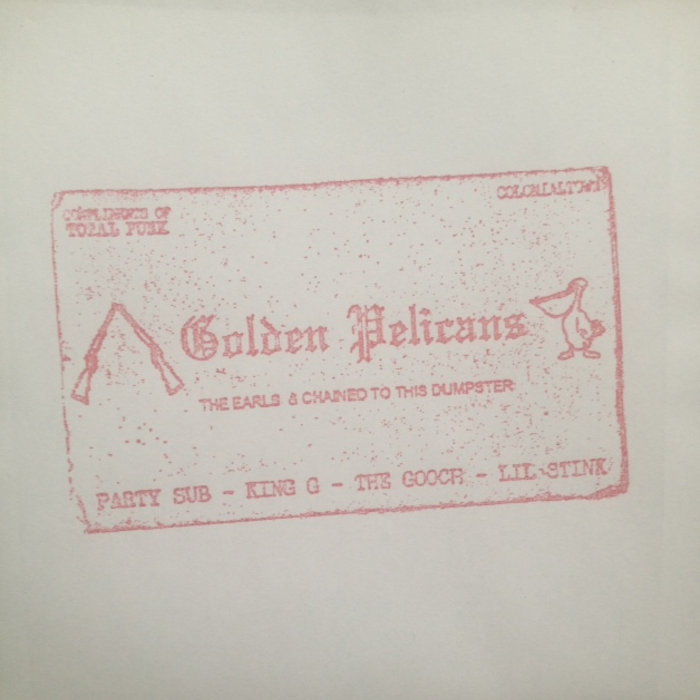 COMPLIMENTS OF
TOTAL PUNK
COLONIALTOWN
Golden Pelicans
THE EARLS & CHAINED TO THIS DUMPSTER
PARTY SUB - KING G - THE GOOCH - LIL STINK